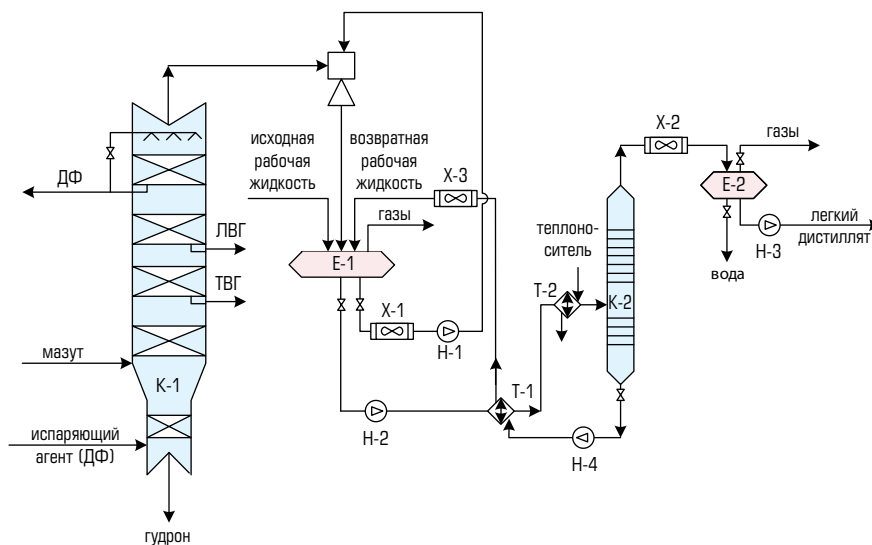 исходная
рабочая
жидкость
возвратная
рабочая
жидкость
Х-3
Х-2
газы
Е-2
Н-3
легкий
дистиллят
вода
ДФ
ЛВГ
ТВГ
газы
Е-1
теплоно-
ситель
Т-2
К-2
Х-1
Н-1
мазут
К-1
Т-1
Н-2
Н-4
испаряющий
агент (ДФ)
гудрон